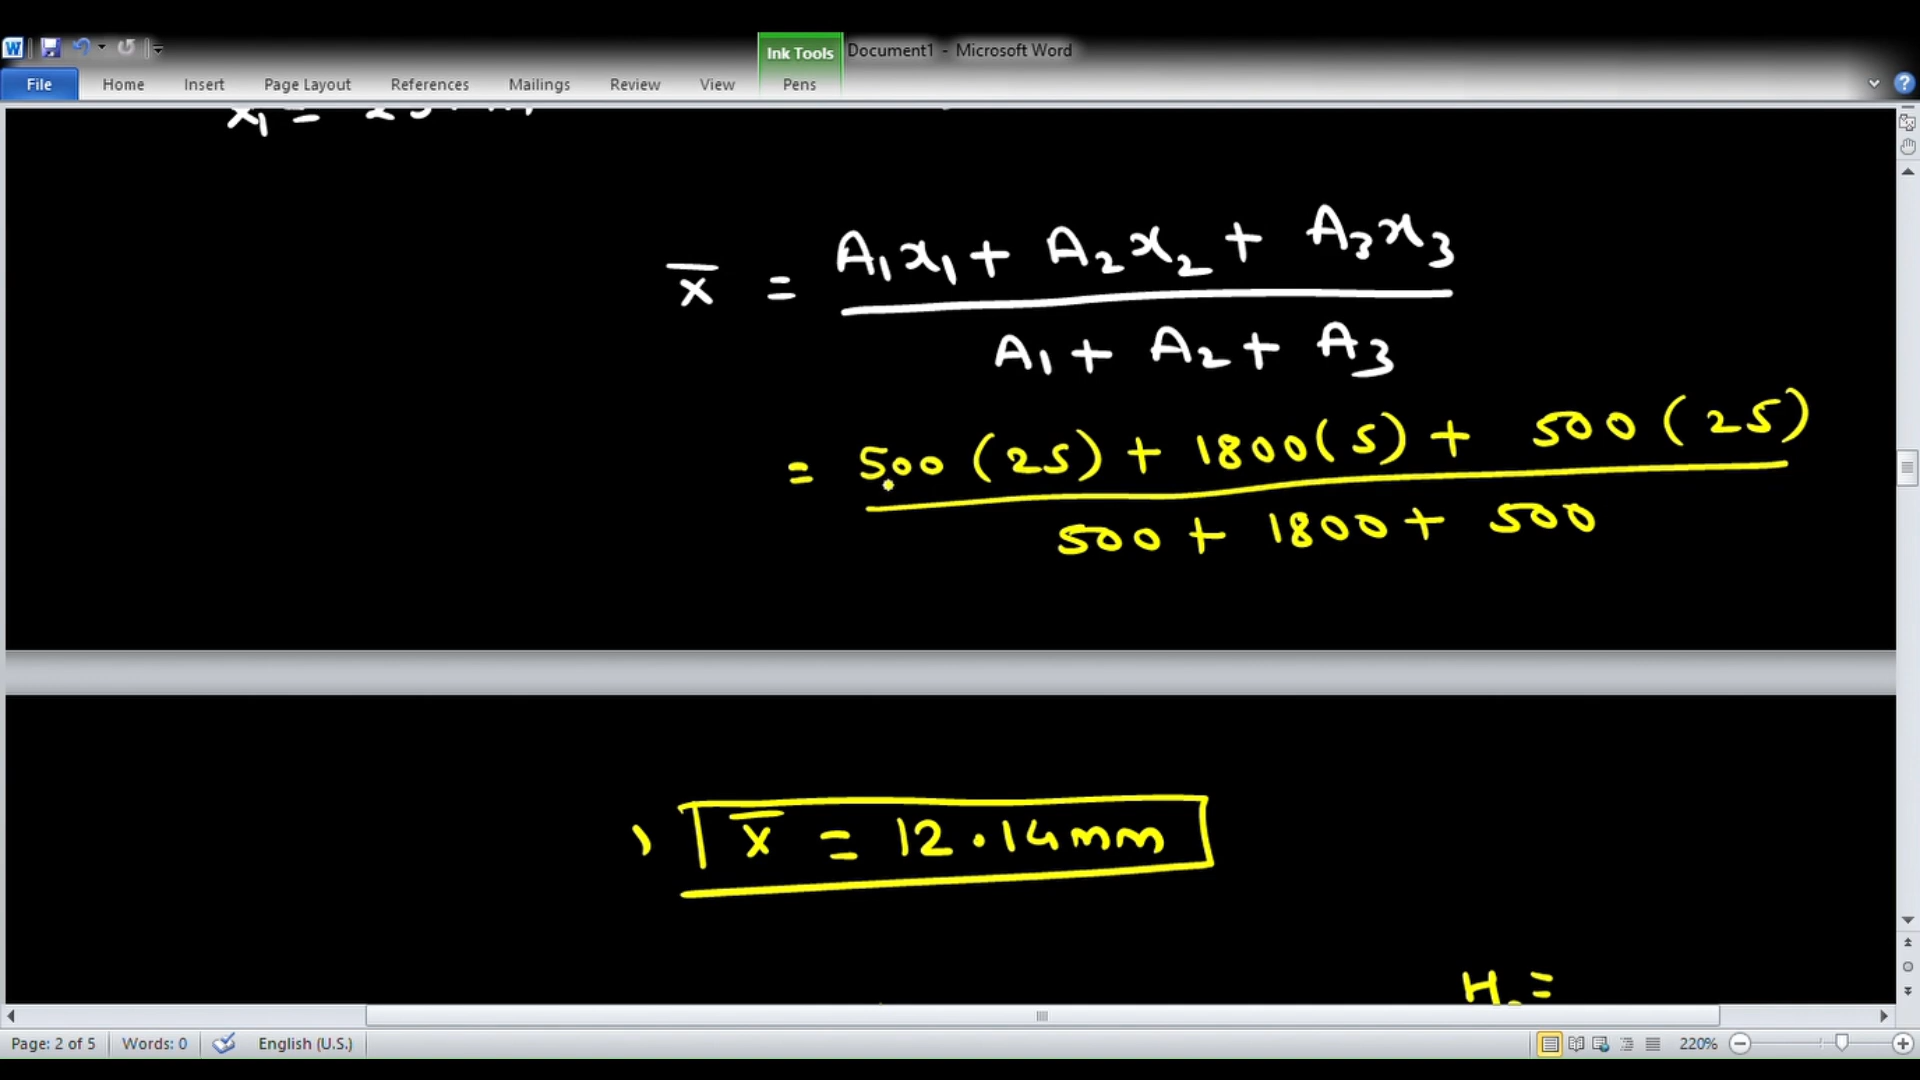 Ink Tools Document1 - Microsoft Word
File Home Insert Page Layout References Mailings Review View Pens
x1 =
x̄ = A1x1 + A2x2 + A3x3
A1 + A2 + A3
= 500 (25) + 1800(5) + 500 (25)
500 + 1800 + 500
x̄ = 12.14mm
Page: 2 of 5 Words: 0 English (U.S.) 220%